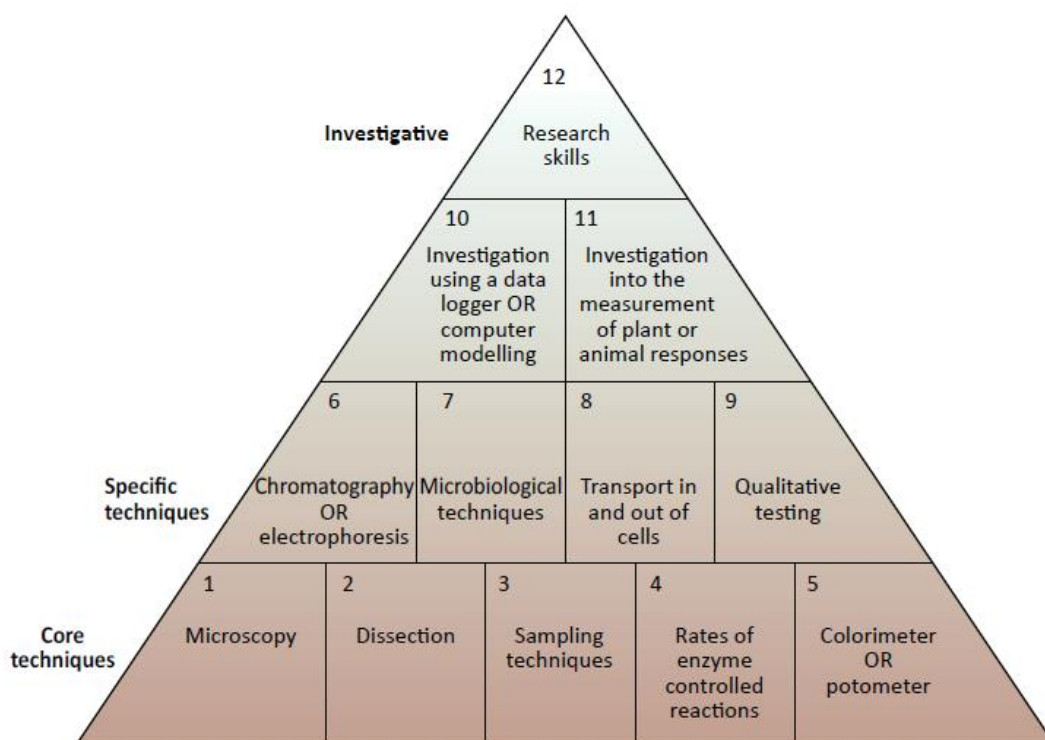 12
Investigative
Research
skills
10
Investigation
using a data
logger OR
computer
modelling
11
Investigation
into the
measurement
of plant or
animal responses
Specific
techniques
6
Chromatography
OR
electrophoresis
7
Microbiological
techniques
8
Transport in
and out of
cells
9
Qualitative
testing
Core
techniques
1
Microscopy
2
Dissection
3
Sampling
techniques
4
Rates of
enzyme
controlled
reactions
5
Colorimeter
OR
potometer